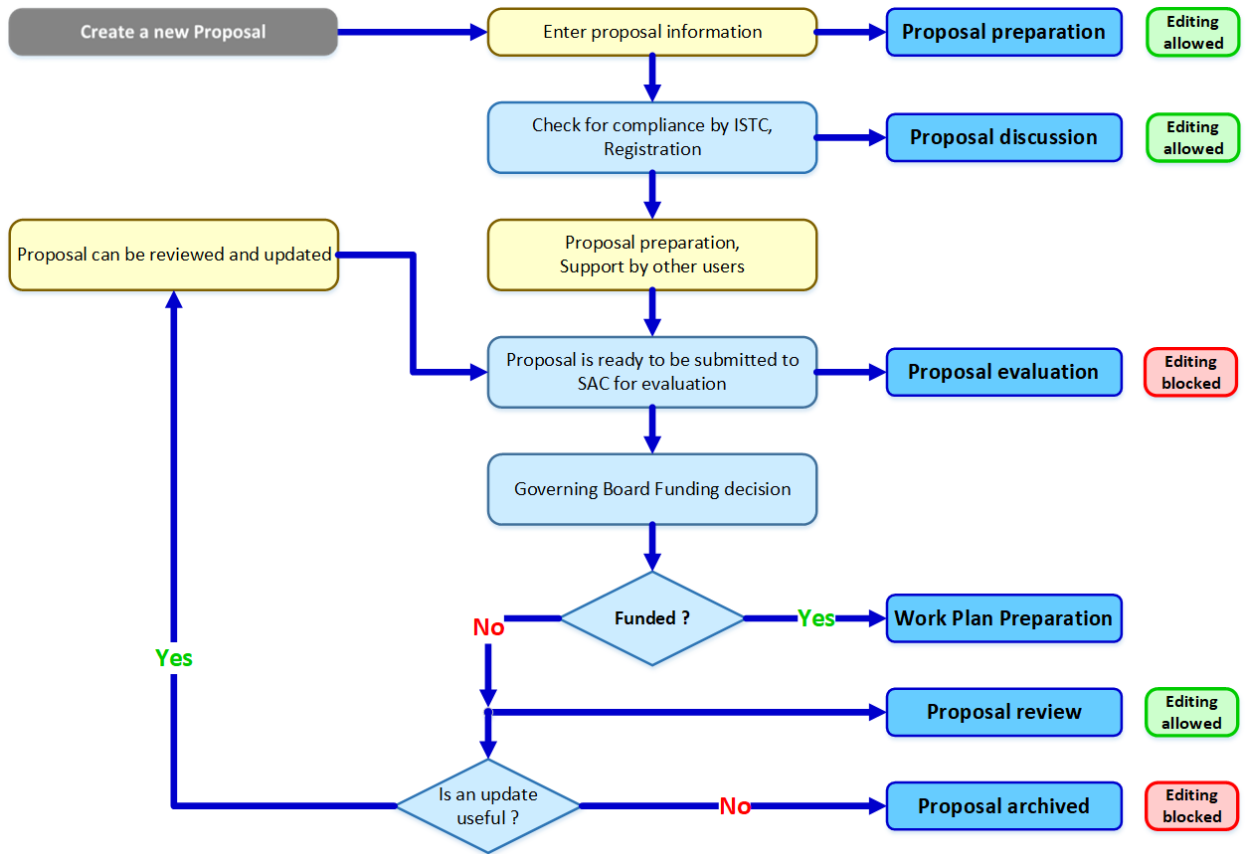 Create a new Proposal
Enter proposal information
Proposal preparation
Editing
allowed
Check for compliance by ISTC,
Registration
Proposal discussion
Editing
allowed
Proposal can be reviewed and updated
Proposal preparation,
Support by other users
Proposal is ready to be submitted to
SAC for evaluation
Proposal evaluation
Editing
blocked
Governing Board Funding decision
Funded ?
No
Yes
Work Plan Preparation
Yes
Proposal review
Editing
allowed
Is an update
useful ?
No
Proposal archived
Editing
blocked